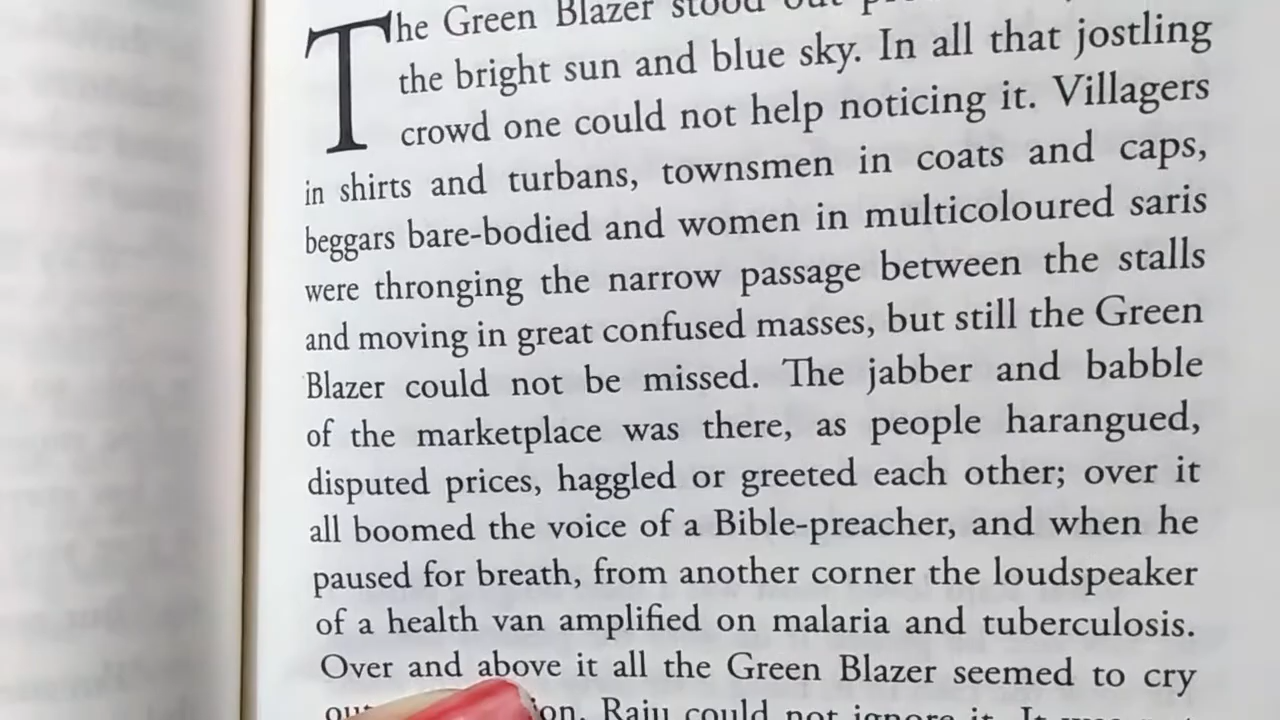 The Green Blazer stood out
the bright sun and blue sky. In all that jostling
crowd one could not help noticing it. Villagers
in shirts and turbans, townsmen in coats and caps,
beggars bare-bodied and women in multicoloured saris
were thronging the narrow passage between the stalls
and moving in great confused masses, but still the Green
Blazer could not be missed. The jabber and babble
of the marketplace was there, as people harangued,
disputed prices, haggled or greeted each other; over it
all boomed the voice of a Bible-preacher, and when he
paused for breath, from another corner the loudspeaker
of a health van amplified on malaria and tuberculosis.
Over and above it all the Green Blazer seemed to cry
Raju could not ignore it. It